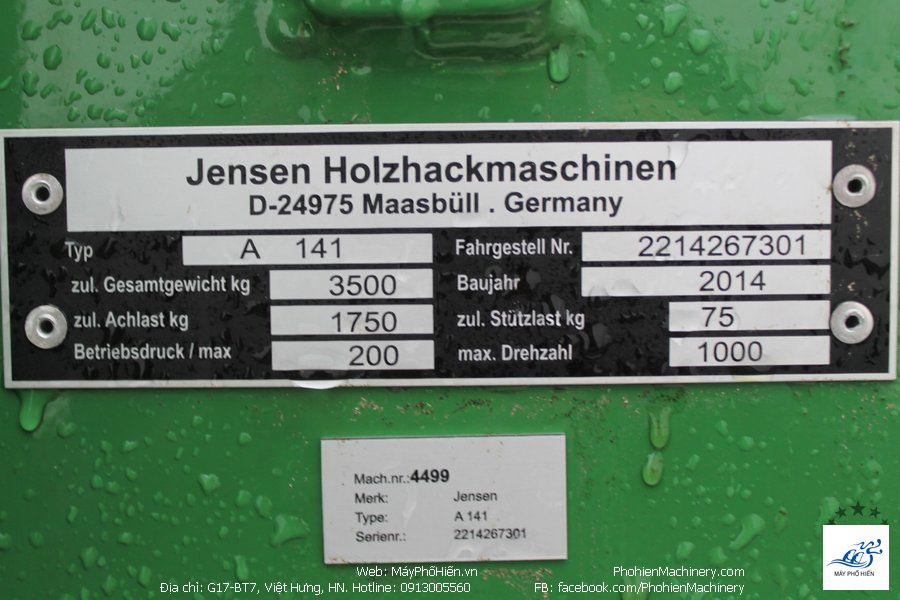 Jensen Holzhackmaschinen
D-24975 Maasbüll . Germany
Typ A 141 Fahrgestell Nr. 2214267301
zul. Gesamtgewicht kg 3500 Baujahr 2014
zul. Achlast kg 1750 zul. Stützlast kg 75
Betriebsdruck / max 200 max. Drehzahl 1000
Mach.nr.:4499
Merk: Jensen
Type: A 141
Serienr.: 2214267301
MÁY PHỐ HIẾN
Web: MáyPhốHiến.vn PhohienMachinery.com
Địa chỉ: G17-BT7, Việt Hưng, HN. Hotline: 0913005560 FB: facebook.com/PhohienMachinery